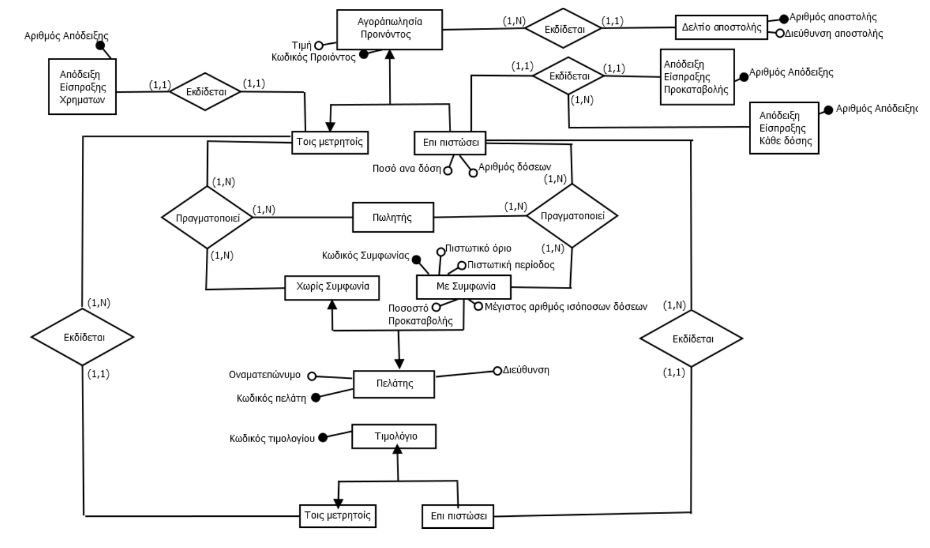 Αγοράπωλησία
Προινόντος
Τιμή
Κωδικός Προιόντος
(1,N)
Εκδίδεται
(1,1)
Δελτίο αποστολής
Αριθμός αποστολής
Διεύθυνση αποστολής
Αριθμός Απόδειξης
Απόδειξη
Είσπραξης
Χρηματων
(1,1)
Εκδίδεται
(1,1)
(1,1)
Εκδίδεται
(1,1)
(1,N)
Απόδειξη
Είσπραξης
Προκαταβολής
Αριθμός Απόδειξης
Απόδειξη
Είσπραξης
Κάθε δόσης
Αριθμός Απόδειξης
Τοις μετρητοίς
Επι πιστώσει
Ποσό ανα δόση
Αριθμός δόσεων
(1,N)
Πραγματοποιεί
(1,N)
(1,N)
Πωλητής
(1,N)
(1,N)
Πραγματοποιεί
(1,N)
Χωρίς Συμφωνία
Κωδικός Συμφωνίας
Πιστωτικό όριο
Πιστωτική περίοδος
Με Συμφωνία
Ποσοστό
Προκαταβολής
Μέγιστος αριθμός ισόποσων δόσεων
(1,N)
Εκδίδεται
(1,1)
(1,N)
Εκδίδεται
(1,1)
Οναματεπώνυμο
Κωδικός πελάτη
Πελάτης
Διεύθυνση
Κωδικός τιμολογίου
Τιμολόγιο
Τοις μετρητοίς
Επι πιστώσει